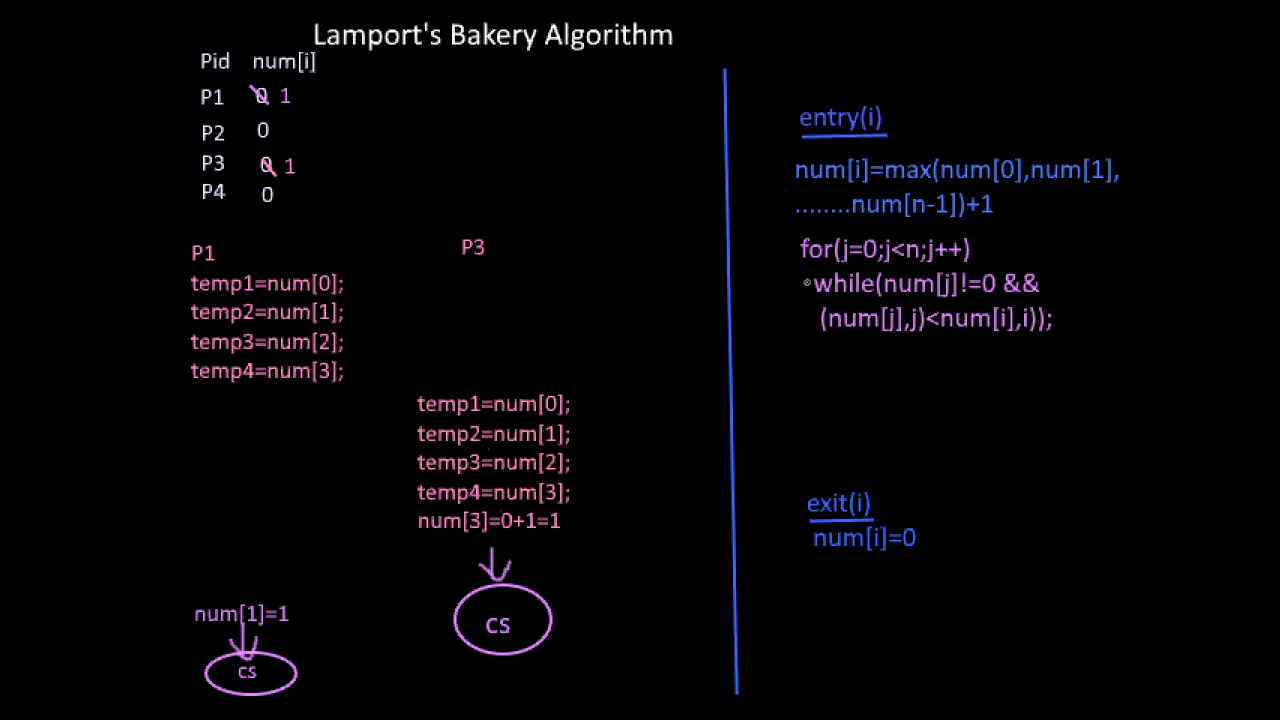 Lamport's Bakery Algorithm
Pid num[i]
P1 0 1
P2 0
P3 0 1
P4 0
P1
temp1=num[0];
temp2=num[1];
temp3=num[2];
temp4=num[3];
num[1]=1
cs
P3
temp1=num[0];
temp2=num[1];
temp3=num[2];
temp4=num[3];
num[3]=0+1=1
cs
entry(i)
num[i]=max(num[0],num[1],
........num[n-1])+1
for(j=0;j<n;j++)
while(num[j]!=0 &&
(num[j],j)<num[i],i));
exit(i)
num[i]=0